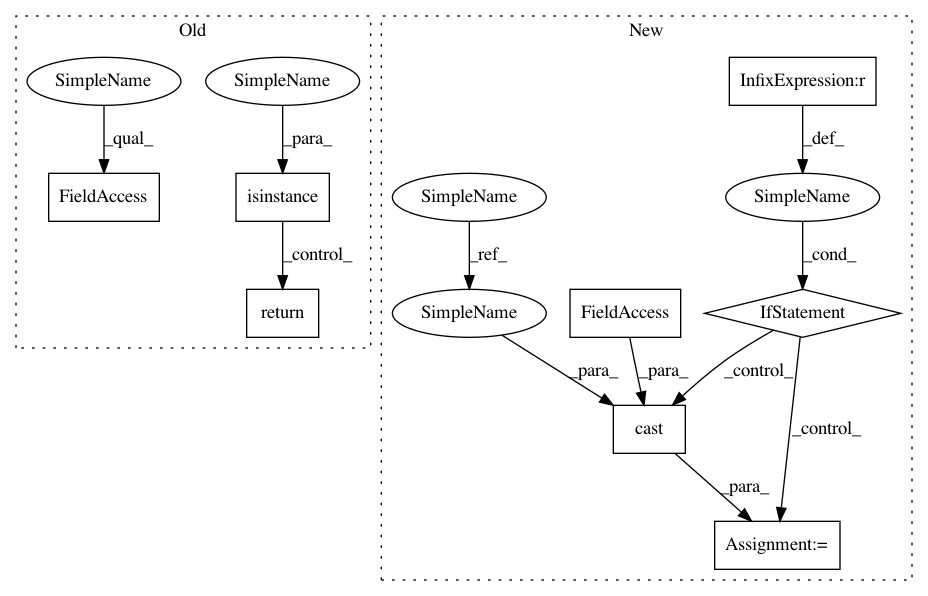 Old
New
SimpleName
SimpleName
InfixExpression:r
_qual_
_para_
_def_
FieldAccess
isinstance
SimpleName
SimpleName
_control_
_ref_
_cond_
return
SimpleName
FieldAccess
IfStatement
_para_
_para_
_control_
cast
_control_
_para_
Assignment:=